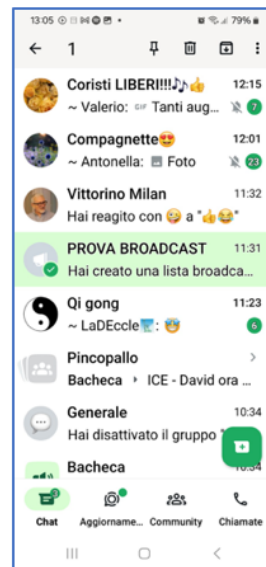 13:05 79%
1
Coristi LIBERI!!!🎶👍 12:15
~ Valerio: GIF Tanti aug... 7
Compagnette😍 12:01
~ Antonella: Foto 23
Vittorino Milan 11:32
Hai reagito con 😜 a "👍😂"
PROVA BROADCAST 11:31
Hai creato una lista broadca...
Qi gong 11:23
~ LaDEccle: 🤠 6
Pincopallo
Bacheca ICE - David ora ...
Generale 10:34
Hai disattivato il gruppo "
Bacheca 10:34
Chat Aggiorname... Community Chiamate